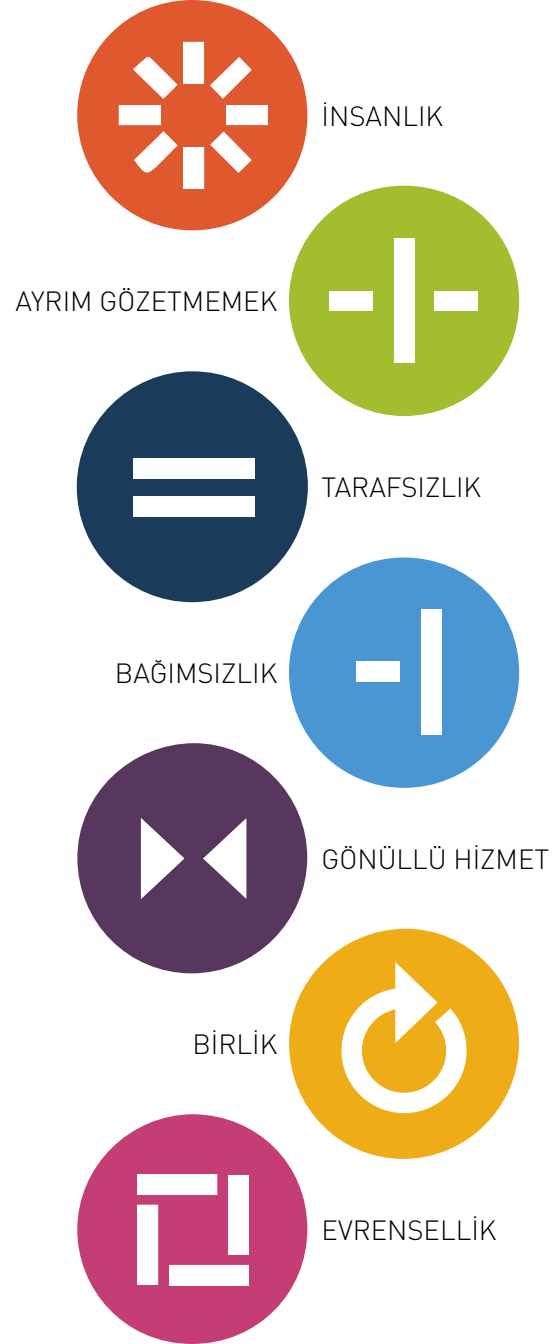 İNSANLIK
AYRIM GÖZETMEMEK
TARAFSIZLIK
BAĞIMSIZLIK
GÖNÜLLÜ HİZMET
BİRLİK
EVRENSELLİK